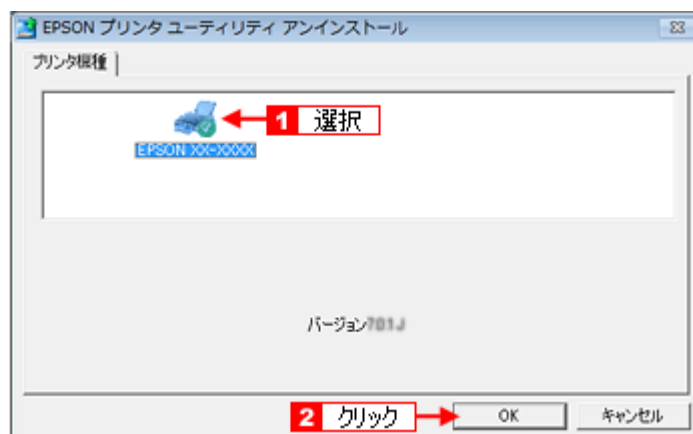 EPSON プリンタ ユーティリティ アンインストール
プリンタ機種
1 選択
EPSON XX-XXXX
バージョン
2 クリック
OK
キャンセル